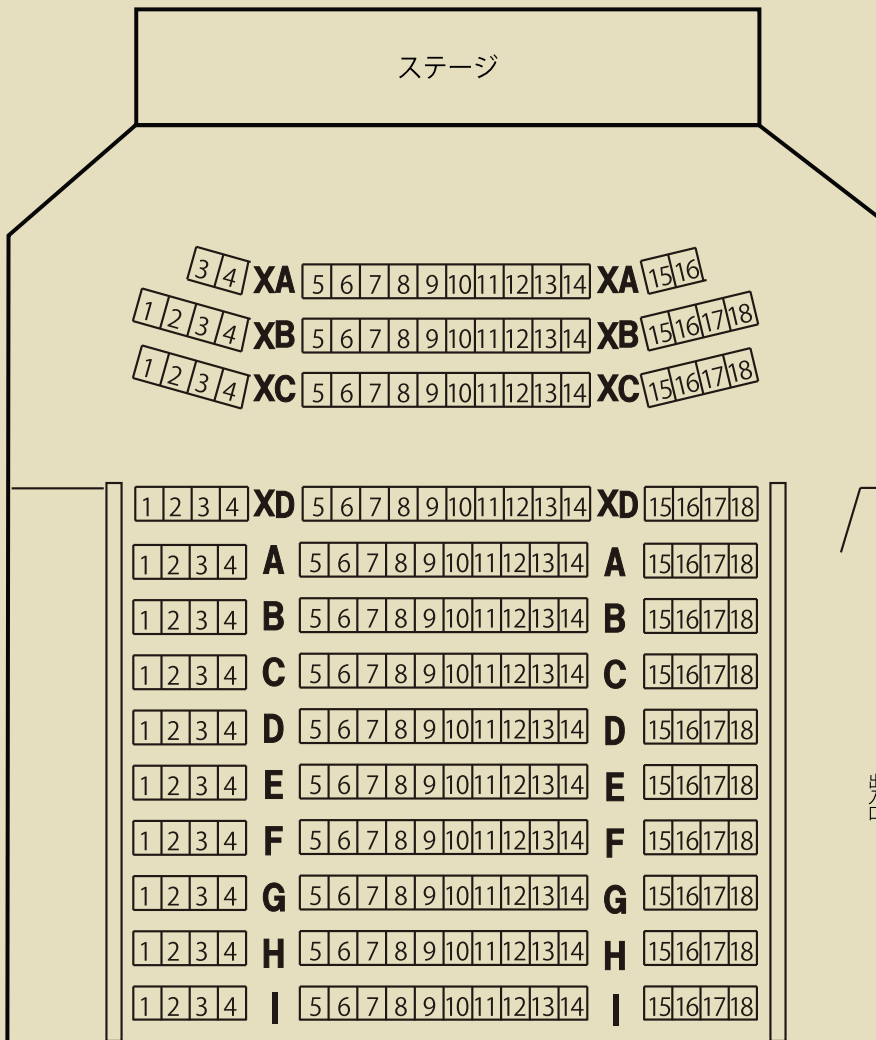 ステージ
3 4 XA 5 6 7 8 9 10 11 12 13 14 XA 15 16
1 2 3 4 XB 5 6 7 8 9 10 11 12 13 14 XB 15 16 17 18
1 2 3 4 XC 5 6 7 8 9 10 11 12 13 14 XC 15 16 17 18
1 2 3 4 XD 5 6 7 8 9 10 11 12 13 14 XD 15 16 17 18
1 2 3 4 A 5 6 7 8 9 10 11 12 13 14 A 15 16 17 18
1 2 3 4 B 5 6 7 8 9 10 11 12 13 14 B 15 16 17 18
1 2 3 4 C 5 6 7 8 9 10 11 12 13 14 C 15 16 17 18
1 2 3 4 D 5 6 7 8 9 10 11 12 13 14 D 15 16 17 18
1 2 3 4 E 5 6 7 8 9 10 11 12 13 14 E 15 16 17 18
1 2 3 4 F 5 6 7 8 9 10 11 12 13 14 F 15 16 17 18
1 2 3 4 G 5 6 7 8 9 10 11 12 13 14 G 15 16 17 18
1 2 3 4 H 5 6 7 8 9 10 11 12 13 14 H 15 16 17 18
1 2 3 4 I 5 6 7 8 9 10 11 12 13 14 I 15 16 17 18